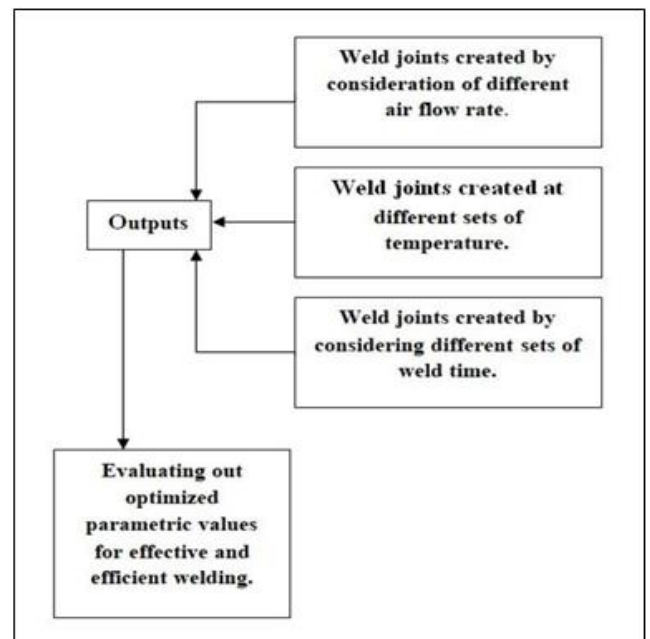 Weld joints created by
consideration of different
air flow rate.
Weld joints created at
different sets of
temperature.
Outputs
Weld joints created by
considering different sets of
weld time.
Evaluating out
optimized
parametric values
for effective and
efficient welding.